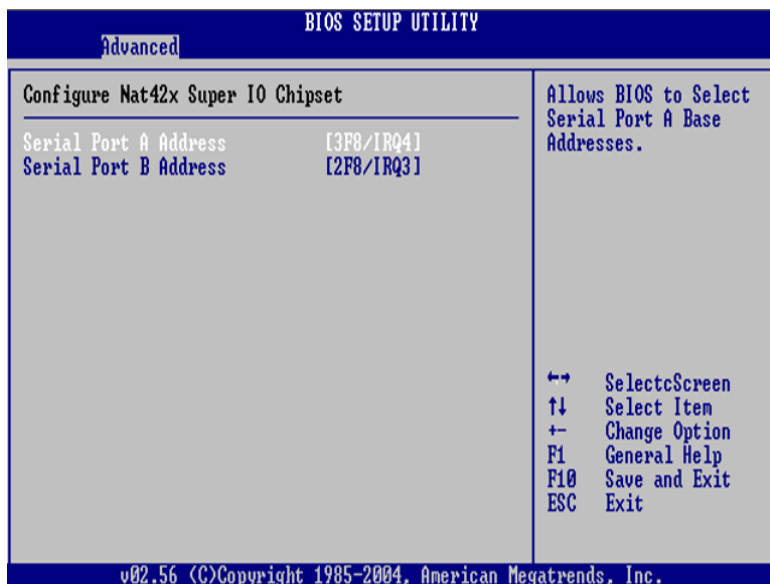 BIOS SETUP UTILITY
Advanced
Configure Nat42x Super IO Chipset
Serial Port A Address [3F8/IRQ4]
Serial Port B Address [2F8/IRQ3]
Allows BIOS to Select
Serial Port A Base
Addresses.
←→ SelectcScreen
↑↓ Select Item
+- Change Option
F1 General Help
F10 Save and Exit
ESC Exit
v02.56 (C)Copyright 1985-2004, American Megatrends, Inc.